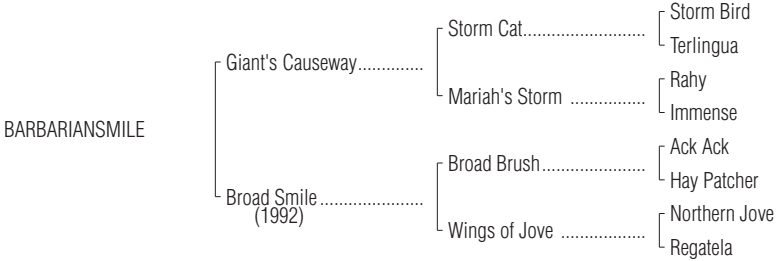 Storm Bird
Storm Cat..........................
Terlingua
Giant's Causeway..............
Rahy
Mariah's Storm ................
Immense
BARBARIANSMILE
Ack Ack
Broad Brush......................
Hay Patcher
Broad Smile ......................
(1992)
Northern Jove
Wings of Jove ..................
Regatela